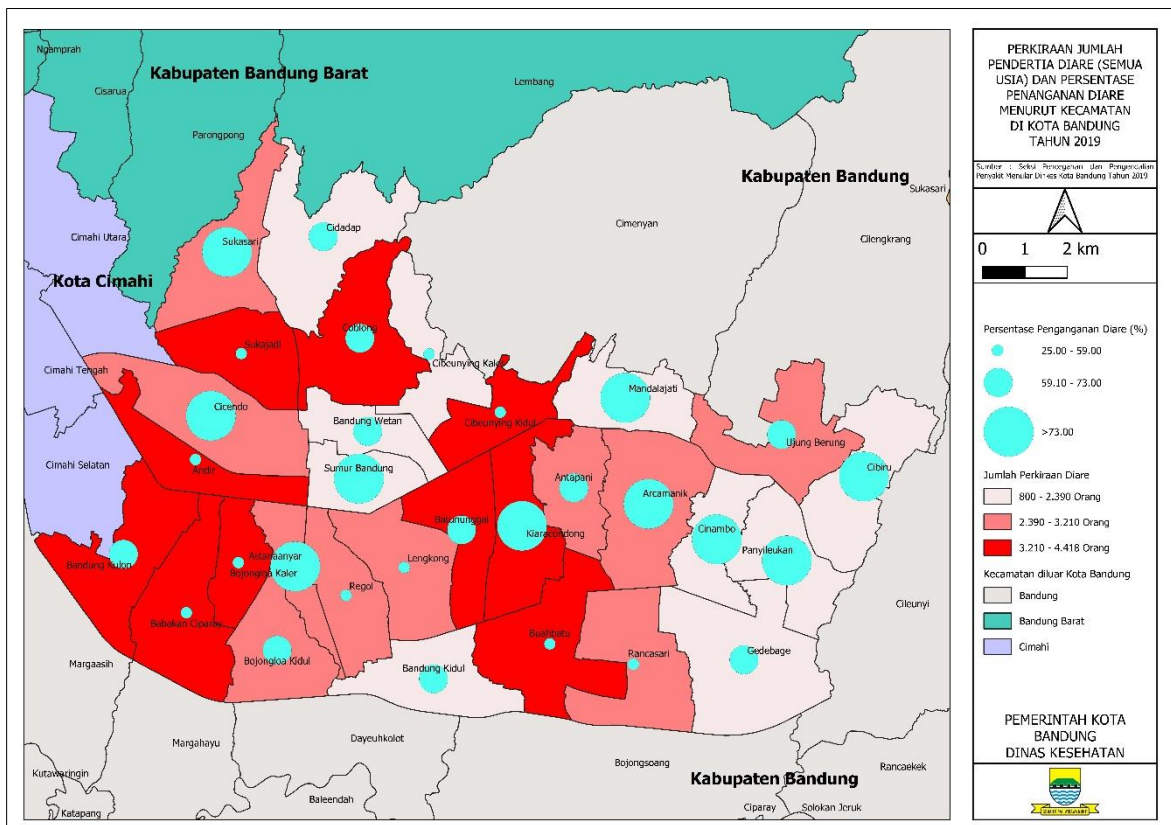 Ngamprah
Kabupaten Bandung Barat
Lembang
Cisarua
Parongpong
Kabupaten Bandung
Sukasari
Cidadap
Cimenyan
Cimahi Utara
Sukasari
Cilengkrang
Kota Cimahi
Coblong
Sukajadi
Cibeunying Kaler
Cimahi Tengah
Mandalajati
Cicendo
Bandung Wetan
Cibeunying Kidul
Ujung Berung
Cimahi Selatan
Andir
Sumur Bandung
Cibiru
Antapani
Arcamanik
Batununggal
Kiaracondong
Cinambo
Panyileukan
Bandung Kulon
Astanaanyar
Bojongloa Kaler
Lengkong
Regol
Babakan Ciparay
Cileunyi
Buahbatu
Margaasih
Bojongloa Kidul
Bandung Kidul
Rancasari
Gedebage
Margahayu
Dayeuhkolot
Bojongsoang
Rancaekek
Kutawaringin
Kabupaten Bandung
Katapang
Baleendah
Ciparay
Solokan Jeruk
PERKIRAAN JUMLAH
PENDERTIA DIARE (SEMUA
USIA) DAN PERSENTASE
PENANGANAN DIARE
MENURUT KECAMATAN
DI KOTA BANDUNG
TAHUN 2019
Sumber : Seksi Pencegahan dan Pengendalian
Penyakit Menular Dinkes Kota Bandung Tahun 2019
0 1 2 km
Persentase Penganganan Diare (%)
25.00 - 59.00
59.10 - 73.00
>73.00
Jumlah Perkiraan Diare
800 - 2.390 Orang
2.390 - 3.210 Orang
3.210 - 4.418 Orang
Kecamatan diluar Kota Bandung
Bandung
Bandung Barat
Cimahi
PEMERINTAH KOTA
BANDUNG
DINAS KESEHATAN